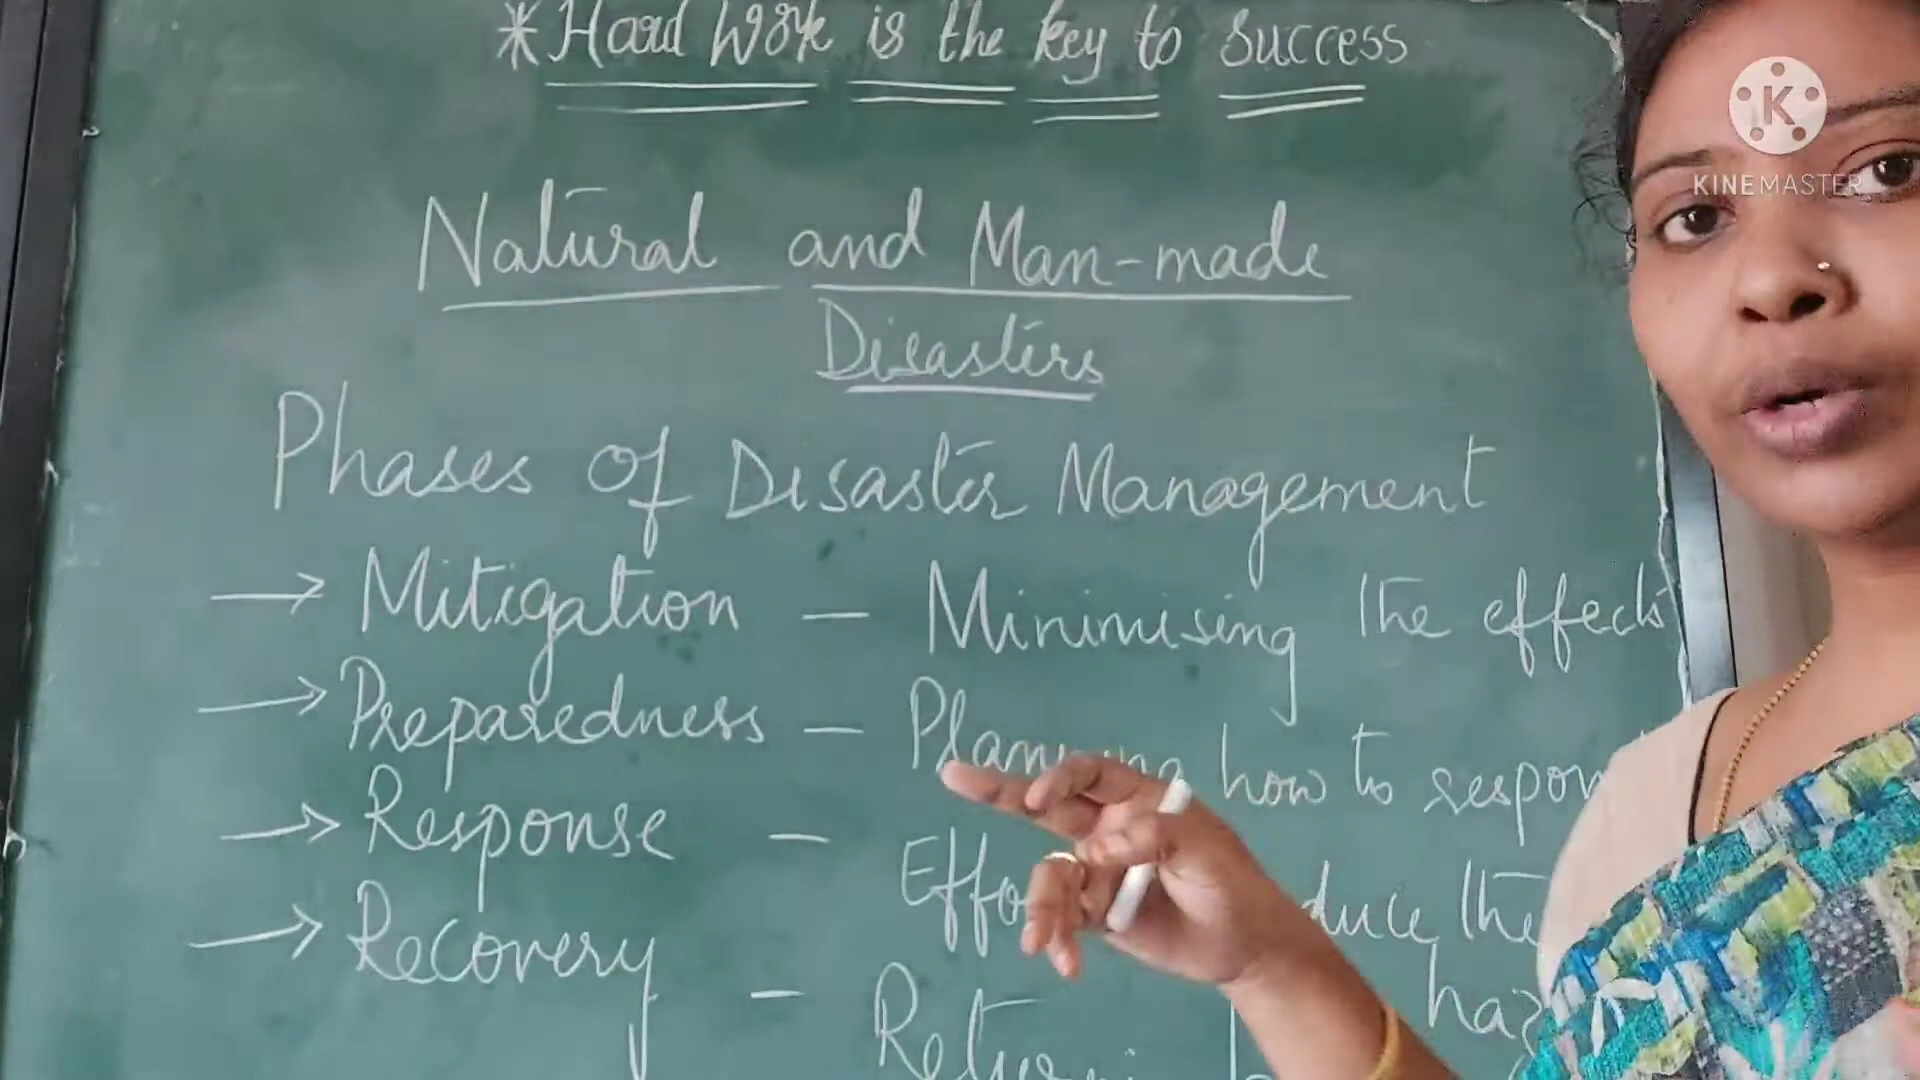 * Hard Work is the key to success
K
KINEMASTER
Natural and Man-made
Disasters
Phases of Disaster Management
→ Mitigation – Minimising the effects
→ Preparedness – Planning how to
→ Response – the
→ Recovery –